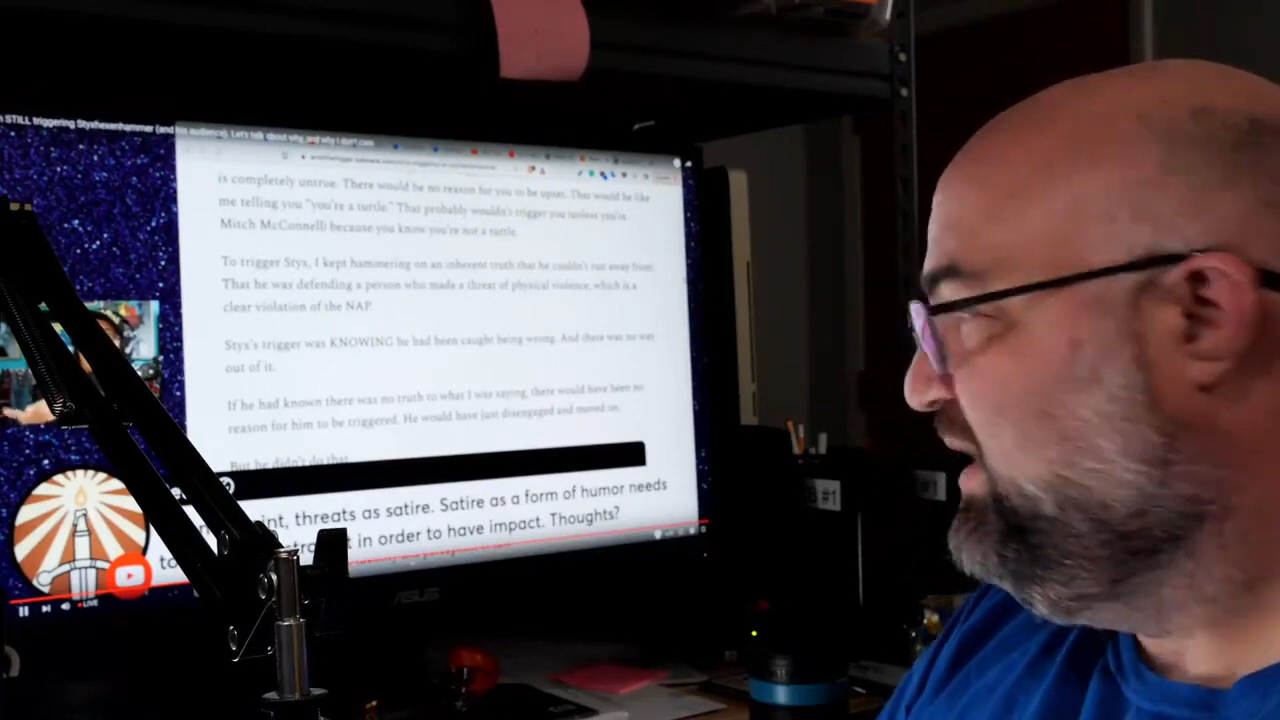 STILL triggering Styxhexenhammer (and his audience). Let's talk about why, and why I don't care
is completely untrue. There would be no reason for you to be upset. That would be like
me telling you "you're a turtle." That probably wouldn't trigger you (unless you're
Mitch McConnell) because you know you're not a turtle.
To trigger Styx, I kept hammering on an inherent truth that he couldn't run away from:
That he was defending a person who made a threat of physical violence, which is a
clear violation of the NAP.
Styx's trigger was KNOWING he had been caught being wrong. And there was no way
out of it.
If he had known there was no truth to what I was saying, there would have been no
reason for him to be triggered. He would have just disengaged and moved on.
But he didn't do that
int, threats as satire. Satire as a form of humor needs
to in order to have impact. Thoughts?
LIVE
ASUS
#1